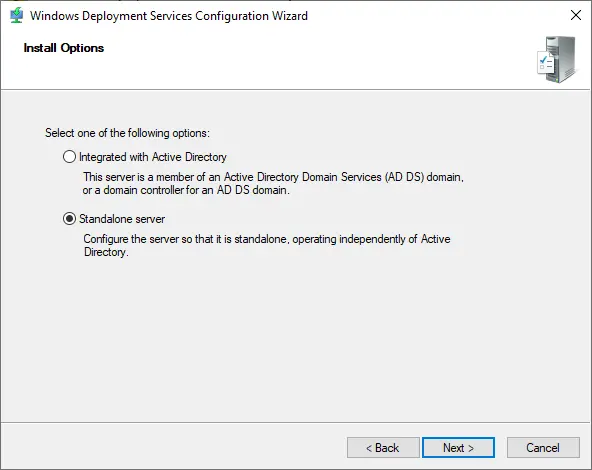 Windows Deployment Services Configuration Wizard
Install Options
Select one of the following options:
Integrated with Active Directory
This server is a member of an Active Directory Domain Services (AD DS) domain,
or a domain controller for an AD DS domain.
Standalone server
Configure the server so that it is standalone, operating independently of Active
Directory.
< Back
Next >
Cancel